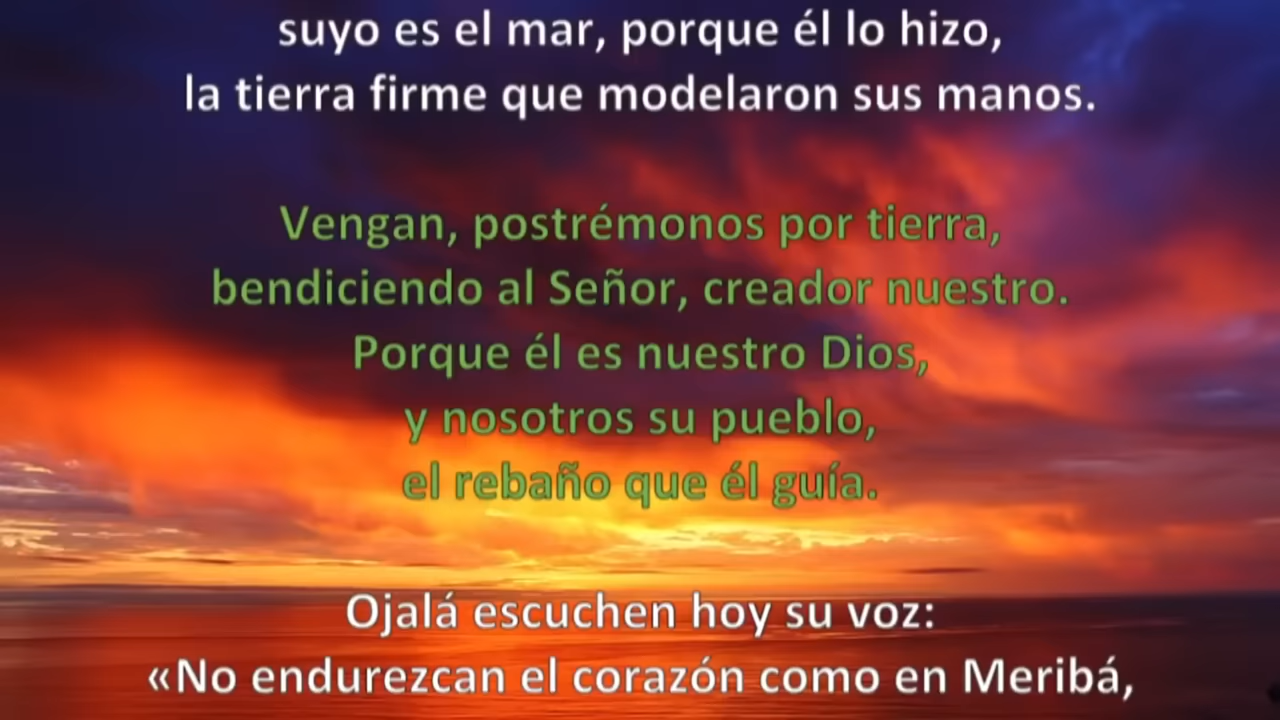 suyo es el mar, porque él lo hizo,
la tierra firme que modelaron sus manos.
Vengan, postrémonos por tierra,
bendiciendo al Señor, creador nuestro.
Porque él es nuestro Dios,
y nosotros su pueblo,
el rebaño que él guía.
Ojalá escuchen hoy su voz:
«No endurezcan el corazón como en Meribá,